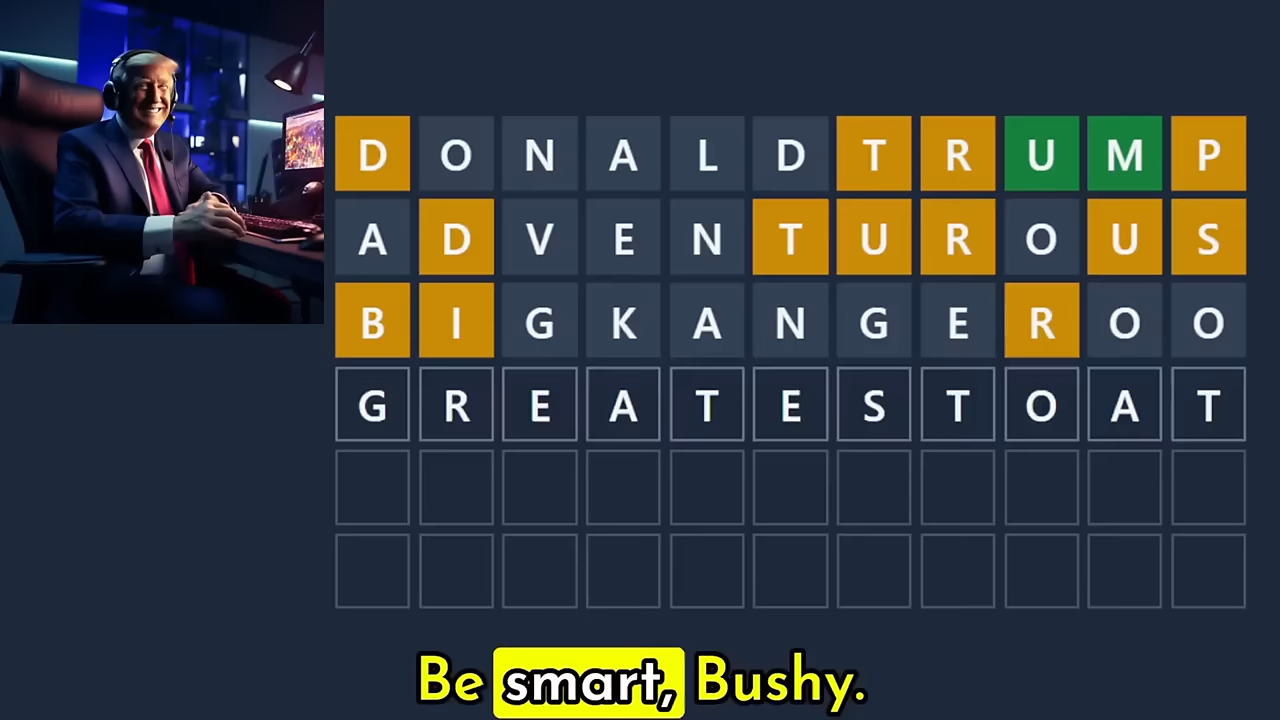 DONALDTRUMP
ADVENTUROUS
BIGKANGEROO
GREATESTOAT
Be smart, Bushy.